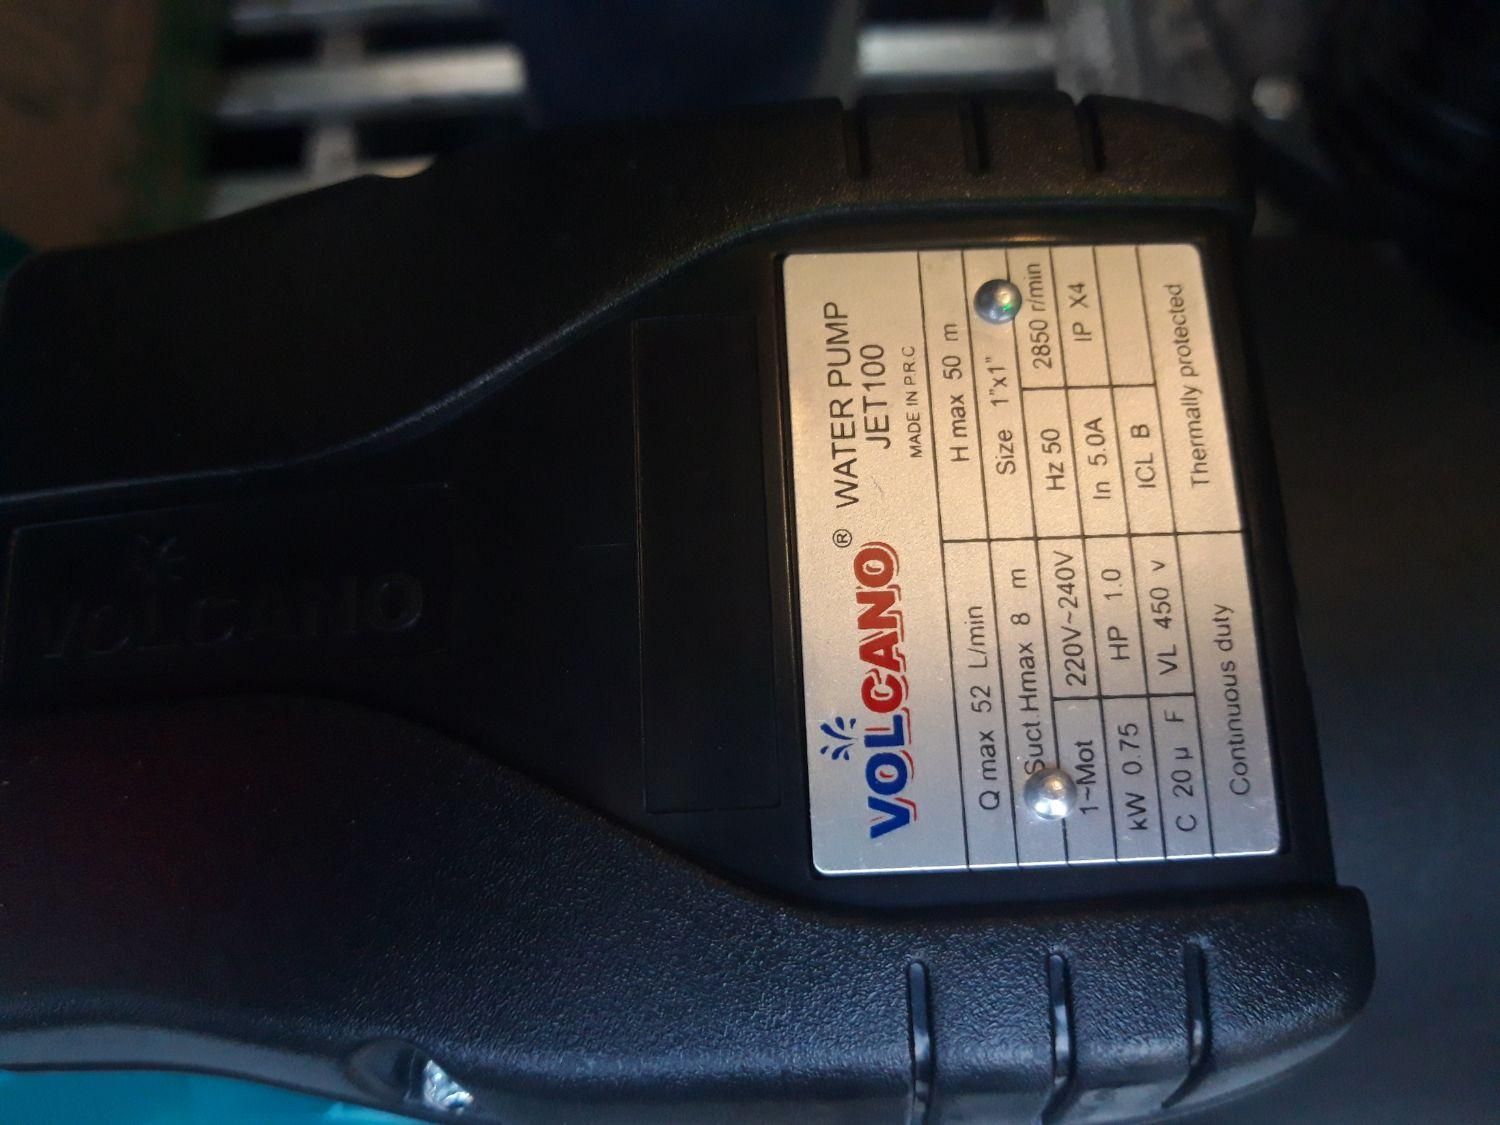 VOLCANO
VOLCANO® WATER PUMP
JET100
MADE IN P.R.C
Q max 52 L/min H max 50 m
Suct.Hmax 8 m Size 1"x1"
1~Mot 220V~240V Hz 50 2850 r/min
kW 0.75 HP 1.0 In 5.0A IP X4
C 20 µ F VL 450 v ICL B
Continuous duty Thermally protected